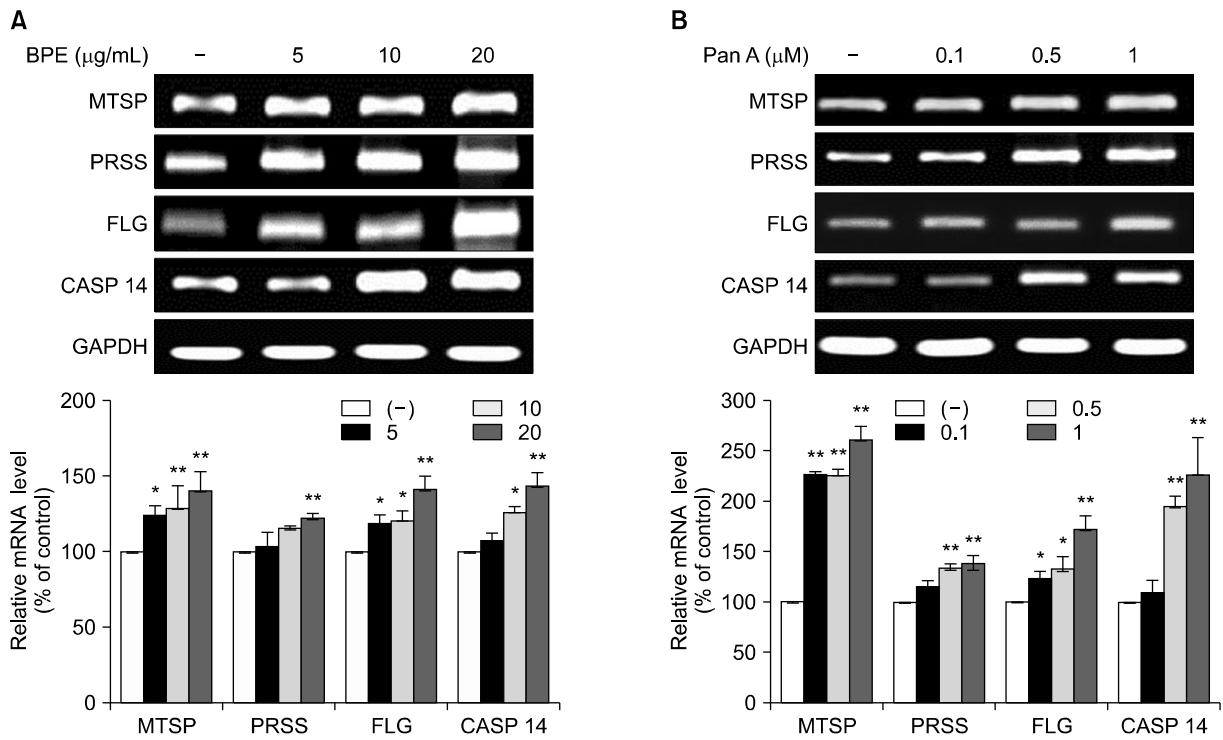 A
BPE (μg/mL) – 5 10 20
MTSP
PRSS
FLG
CASP 14
GAPDH
200
150
100
50
0
Relative mRNA level
(% of control)
(–) 10
5 20
* ** **
**
* * **
* **
MTSP PRSS FLG CASP 14
B
Pan A (μM) – 0.1 0.5 1
MTSP
PRSS
FLG
CASP 14
GAPDH
300
250
200
150
100
50
0
Relative mRNA level
(% of control)
(–) 0.5
0.1 1
** ** **
** **
* * **
** **
MTSP PRSS FLG CASP 14